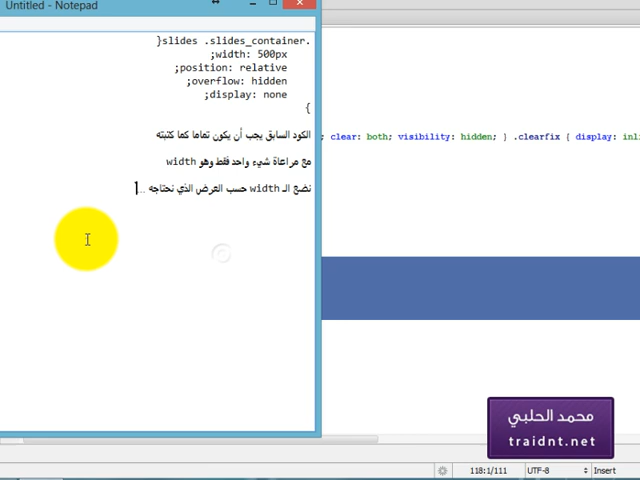 Untitled - Notepad
.slides .slides_container{
width: 500px;
position: relative;
overflow: hidden;
display: none;
}
الكود السابق يجب أن يكون تماما كما كتبته
مع مراعاة شيء واحد فقط وهو width
نضع الـ width حسب العرض الذي نحتاجه ...
; clear: both; visibility: hidden; } .clearfix { display: inli
محمد الحلبي
traidnt.net
118:1/111
UTF-8
Insert